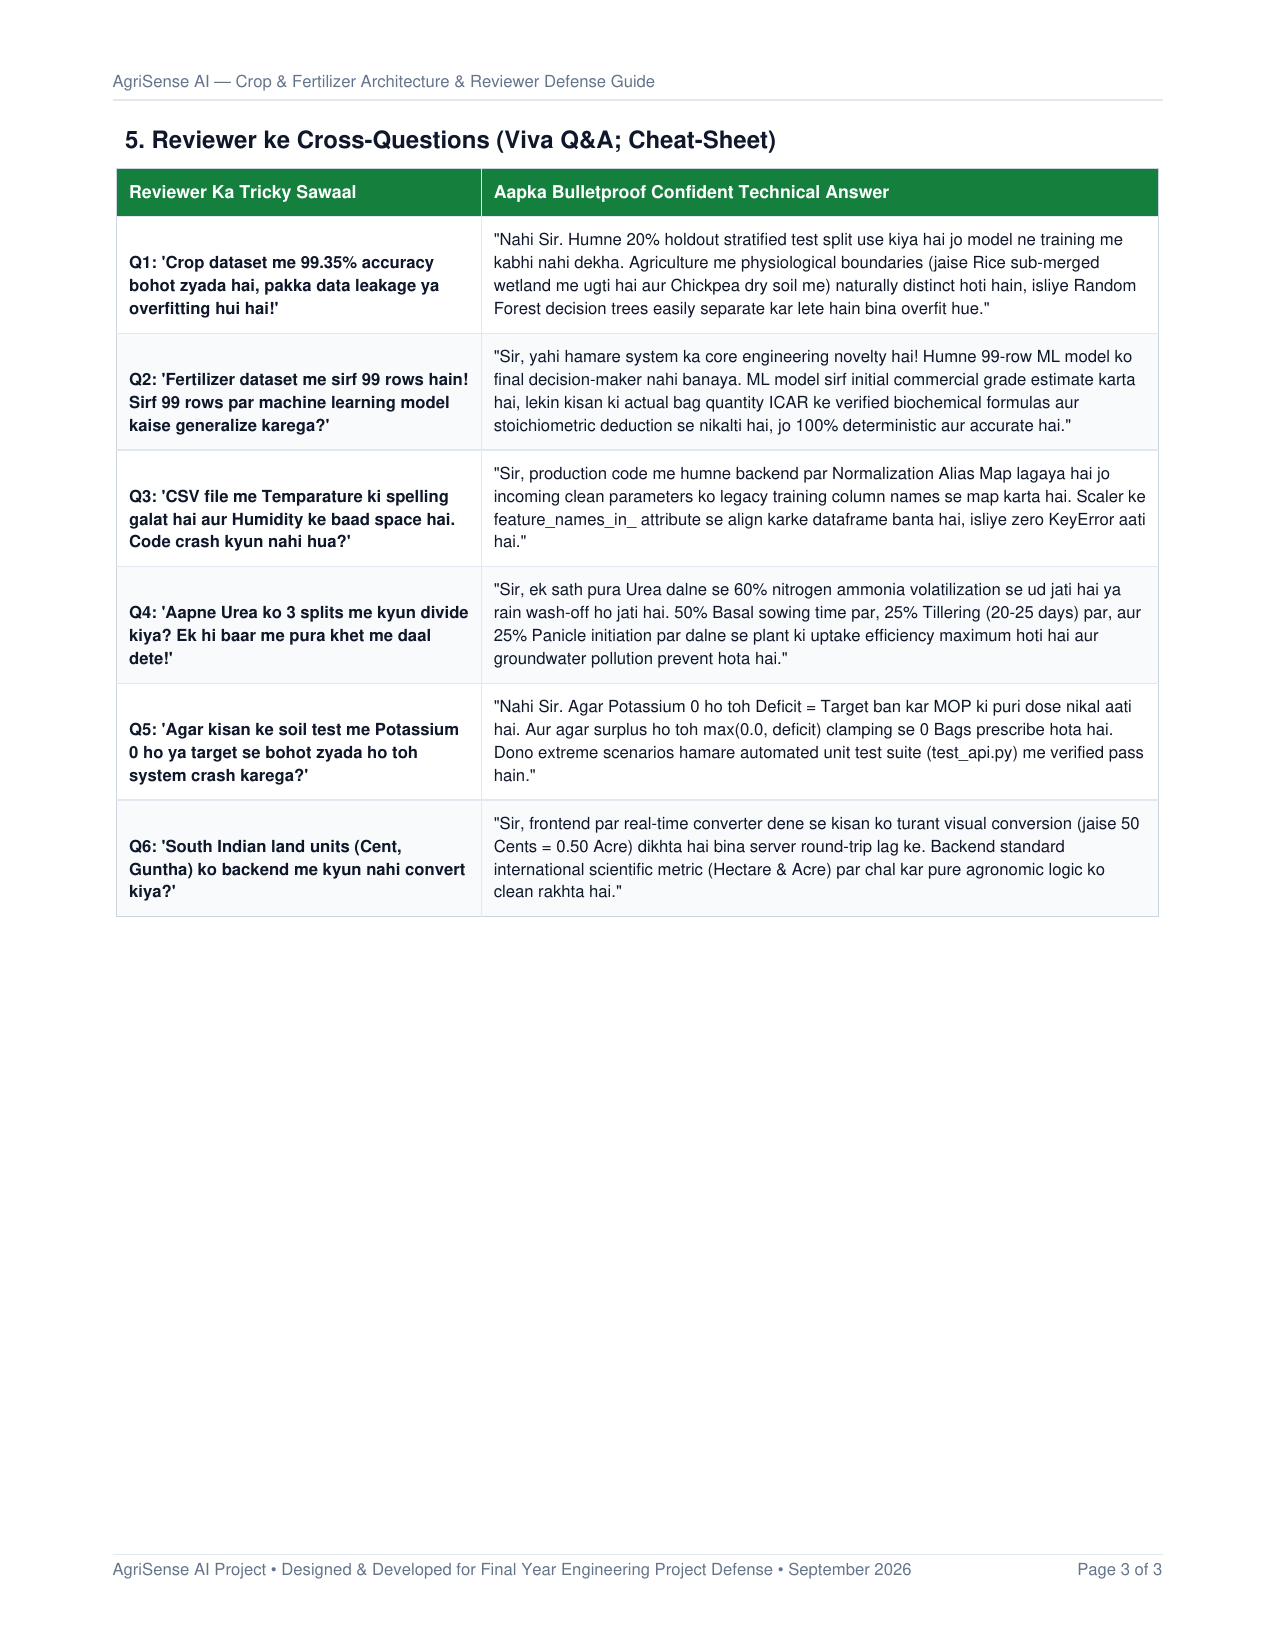 AgriSense AI — Crop & Fertilizer Architecture & Reviewer Defense Guide
5. Reviewer ke Cross-Questions (Viva Q&A; Cheat-Sheet)
Reviewer Ka Tricky Sawaal
Aapka Bulletproof Confident Technical Answer
Q1: 'Crop dataset me 99.35% accuracy
bohot zyada hai, pakka data leakage ya
overfitting hui hai!'
"Nahi Sir. Humne 20% holdout stratified test split use kiya hai jo model ne training me
kabhi nahi dekha. Agriculture me physiological boundaries (jaise Rice sub-merged
wetland me ugti hai aur Chickpea dry soil me) naturally distinct hoti hain, isliye Random
Forest decision trees easily separate kar lete hain bina overfit hue."
Q2: 'Fertilizer dataset me sirf 99 rows hain!
Sirf 99 rows par machine learning model
kaise generalize karega?'
"Sir, yahi hamare system ka core engineering novelty hai! Humne 99-row ML model ko
final decision-maker nahi banaya. ML model sirf initial commercial grade estimate karta
hai, lekin kisan ki actual bag quantity ICAR ke verified biochemical formulas aur
stoichiometric deduction se nikalti hai, jo 100% deterministic aur accurate hai."
Q3: 'CSV file me Temparature ki spelling
galat hai aur Humidity ke baad space hai.
Code crash kyun nahi hua?'
"Sir, production code me humne backend par Normalization Alias Map lagaya hai jo
incoming clean parameters ko legacy training column names se map karta hai. Scaler ke
feature_names_in_ attribute se align karke dataframe banta hai, isliye zero KeyError aati
hai."
Q4: 'Aapne Urea ko 3 splits me kyun divide
kiya? Ek hi baar me pura khet me daal
dete!'
"Sir, ek sath pura Urea dalne se 60% nitrogen ammonia volatilization se ud jati hai ya
rain wash-off ho jati hai. 50% Basal sowing time par, 25% Tillering (20-25 days) par, aur
25% Panicle initiation par dalne se plant ki uptake efficiency maximum hoti hai aur
groundwater pollution prevent hota hai."
Q5: 'Agar kisan ke soil test me Potassium
0 ho ya target se bohot zyada ho toh
system crash karega?'
"Nahi Sir. Agar Potassium 0 ho toh Deficit = Target ban kar MOP ki puri dose nikal aati
hai. Aur agar surplus ho toh max(0.0, deficit) clamping se 0 Bags prescribe hota hai.
Dono extreme scenarios hamare automated unit test suite (test_api.py) me verified pass
hain."
Q6: 'South Indian land units (Cent,
Guntha) ko backend me kyun nahi convert
kiya?'
"Sir, frontend par real-time converter dene se kisan ko turant visual conversion (jaise 50
Cents = 0.50 Acre) dikhta hai bina server round-trip lag ke. Backend standard
international scientific metric (Hectare & Acre) par chal kar pure agronomic logic ko
clean rakhta hai."
AgriSense AI Project • Designed & Developed for Final Year Engineering Project Defense • September 2026
Page 3 of 3